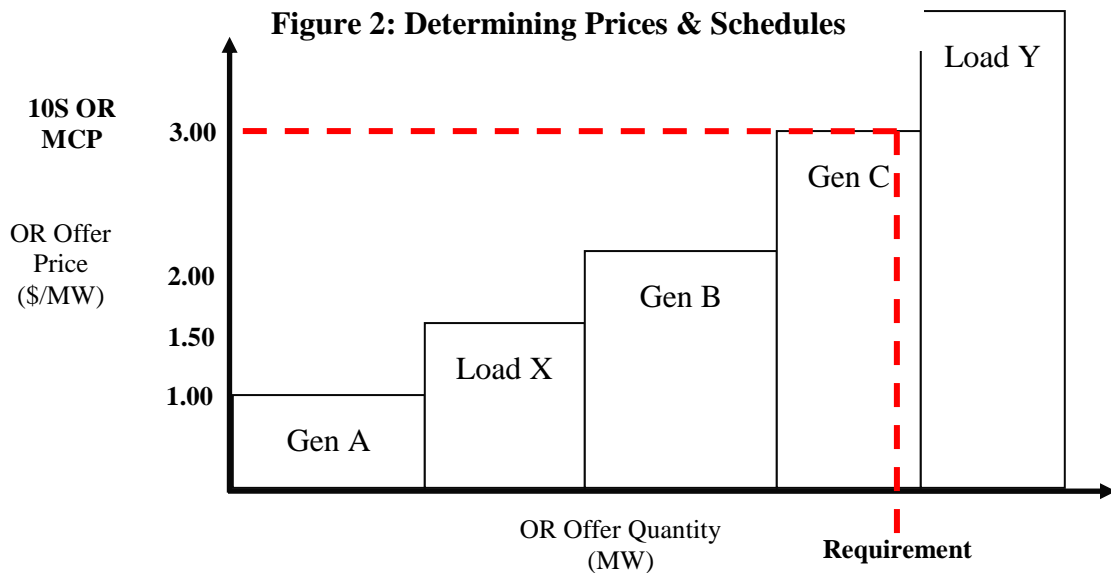 Figure 2: Determining Prices & Schedules
Load Y
10S OR
MCP
3.00
Gen C
OR Offer
Price
($/MW)
2.00
Gen B
1.50
Load X
1.00
Gen A
OR Offer Quantity
(MW)
Requirement